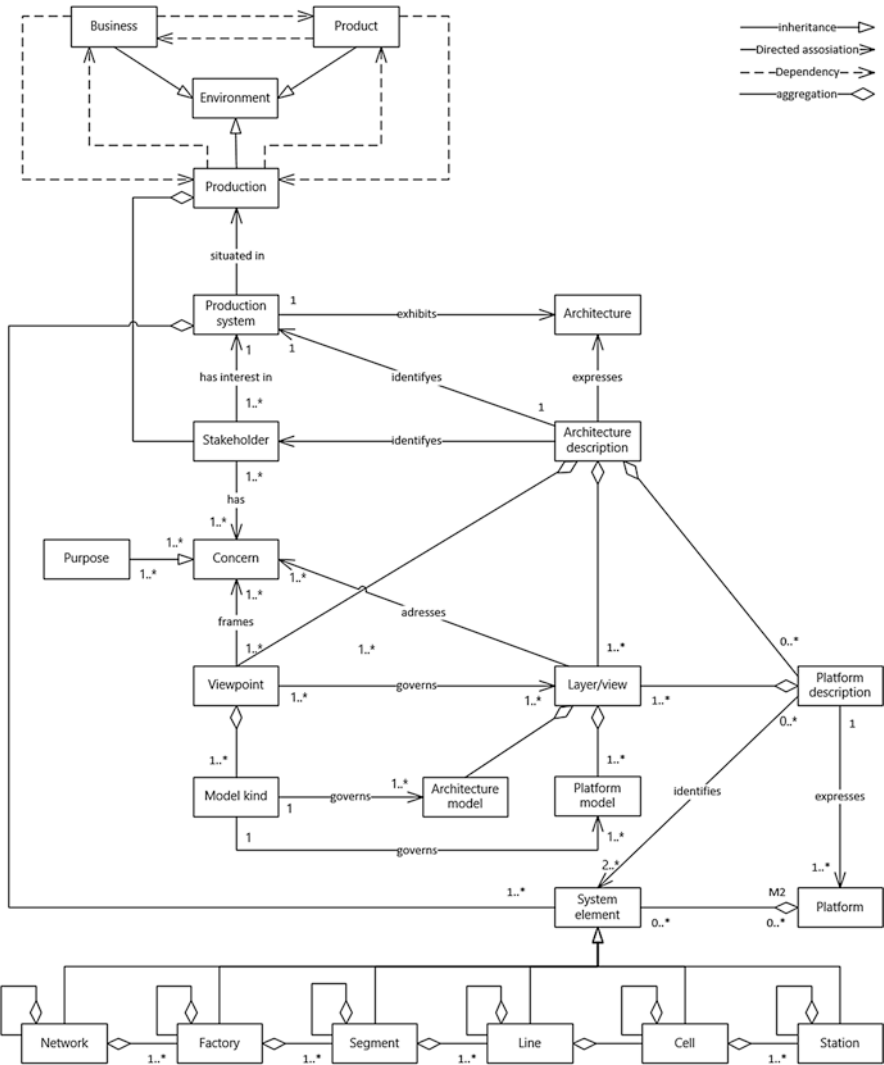 Business
Product
inheritance
Directed assosiation
Dependency
aggregation
Environment
Production
situated in
Production
system
1
exhibits
Architecture
1
1
has interest in
identifyes
expresses
1..*
1
Stakeholder
identifyes
Architecture
description
1..*
has
1..*
Purpose
1..*
1..*
Concern
1..*
1..*
frames
adresses
1..*
1..*
1..*
0..*
Viewpoint
1..*
governs
1..*
Layer/view
1..*
Platform
description
0..*
1
1..*
1..*
Model kind
1
governs
1..*
Architecture
model
Platform
model
identifies
expresses
1
governs
1..*
2..*
1..*
1..*
System
element
0..*
M2
0..*
Platform
Network
1..*
Factory
1..*
Segment
1..*
Line
Cell
1..*
Station